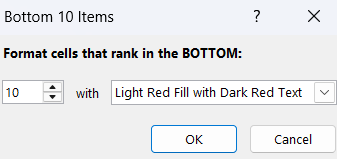 Bottom 10 Items ?
Format cells that rank in the BOTTOM:
10 with Light Red Fill with Dark Red Text
OK Cancel